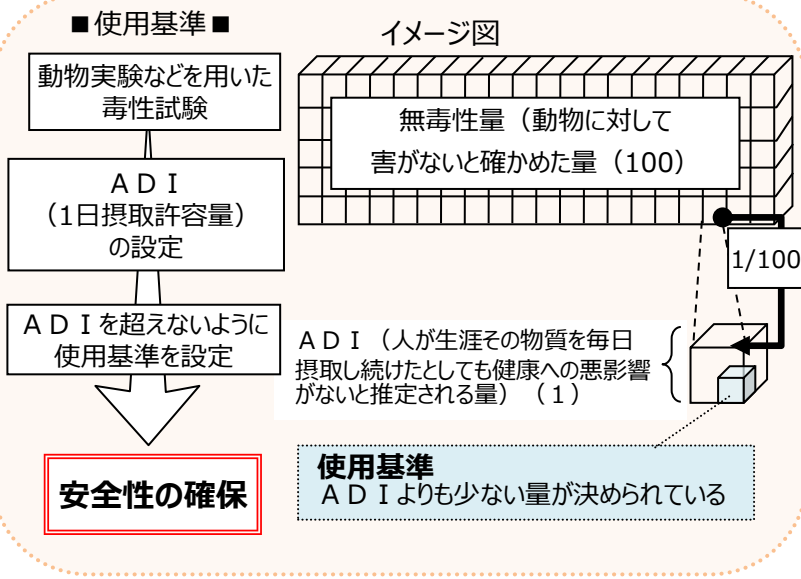 ■使用基準■
動物実験などを用いた
毒性試験
ＡＤＩ
（1日摂取許容量）
の設定
ＡＤＩを超えないように
使用基準を設定
安全性の確保
イメージ図
無毒性量（動物に対して
害がないと確かめた量（100）
1/100
ＡＤＩ（人が生涯その物質を毎日
摂取し続けたとしても健康への悪影響
がないと推定される量）（１）
使用基準
ＡＤＩよりも少ない量が決められている